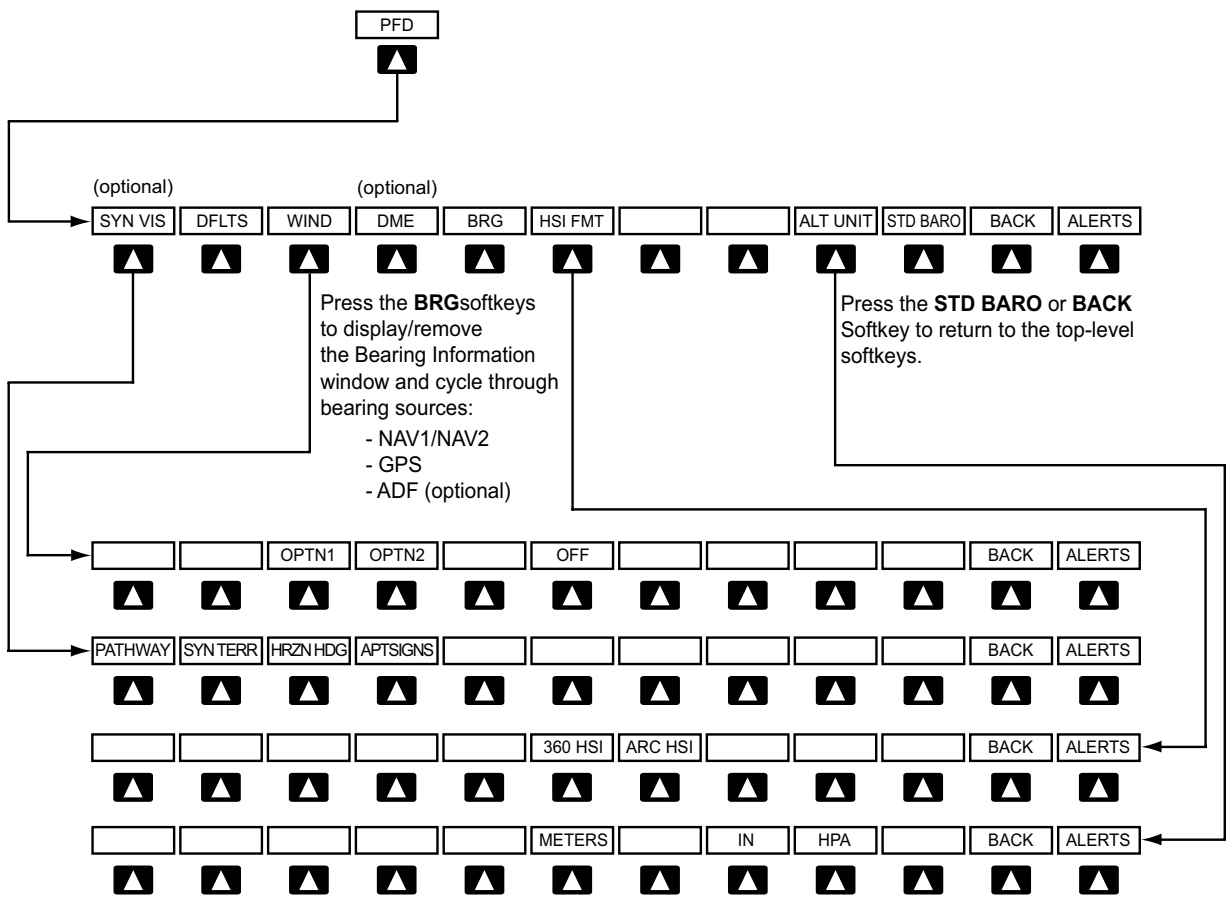 PFD
(optional) (optional)
SYN VIS DFLTS WIND DME BRG HSI FMT ALT UNIT STD BARO BACK ALERTS
Press the BRGsoftkeys
to display/remove
the Bearing Information
window and cycle through
bearing sources:
- NAV1/NAV2
- GPS
- ADF (optional)
Press the STD BARO or BACK
Softkey to return to the top-level
softkeys.
OPTN1 OPTN2 OFF BACK ALERTS
PATHWAY SYN TERR HRZN HDG APTSIGNS BACK ALERTS
360 HSI ARC HSI BACK ALERTS
METERS IN HPA BACK ALERTS